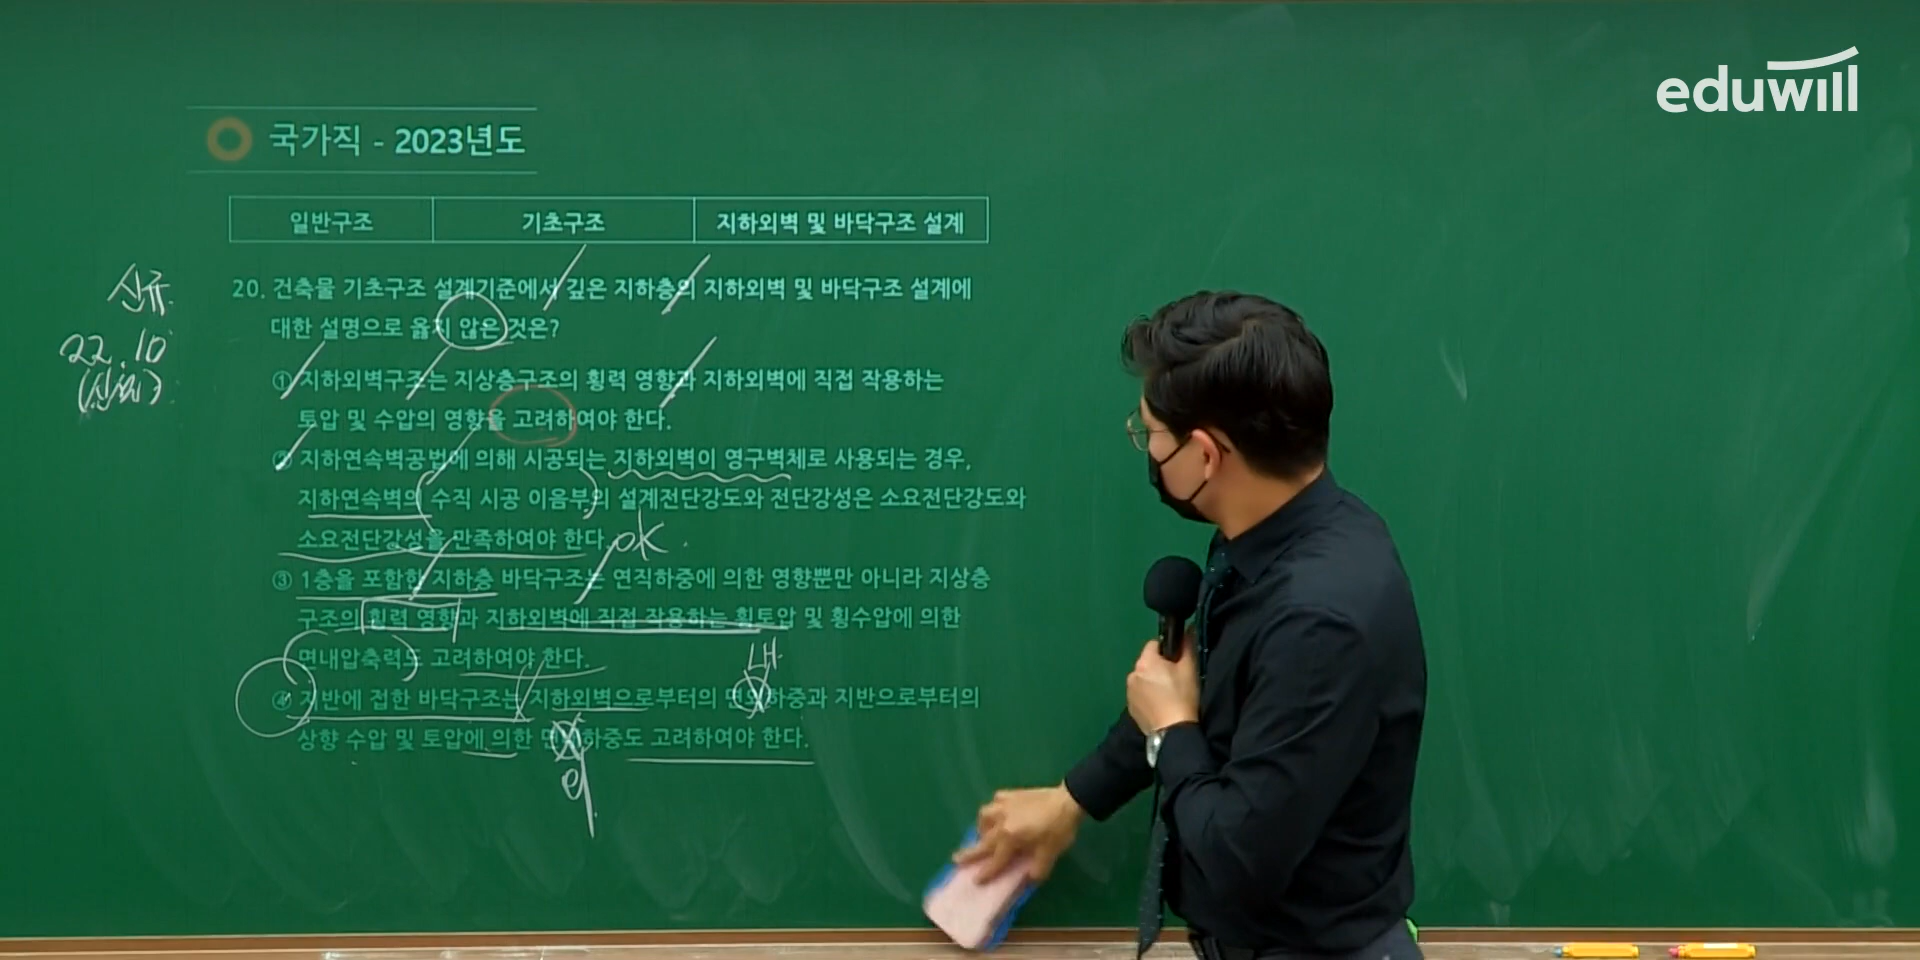 eduwill
국가직 - 2023년도
일반구조 기초구조 지하외벽 및 바닥구조 설계
신규
22.10
20. 건축물 기초구조 설계기준에서 깊은 지하층의 지하외벽 및 바닥구조 설계에
대한 설명으로 옳지 않은 것은?
① 지하외벽구조는 지상층구조의 횡력 영향과 지하외벽에 직접 작용하는
토압 및 수압의 영향을 고려하여야 한다.
② 지하연속벽공법에 의해 시공되는 지하외벽이 영구벽체로 사용되는 경우,
지하연속벽의 수직 시공 이음부의 설계전단강도와 전단강성은 소요전단강도와
소요전단강성을 만족하여야 한다. ok.
③ 1층을 포함한 지하층 바닥구조는 연직하중에 의한 영향뿐만 아니라 지상층
구조의 횡력 영향과 지하외벽에 직접 작용하는 횡토압 및 횡수압에 의한
면내압축력도 고려하여야 한다.
내
④ 지반에 접한 바닥구조는 지하외벽으로부터의 면외하중과 지반으로부터의
상향 수압 및 토압에 의한 면내하중도 고려하여야 한다.
외